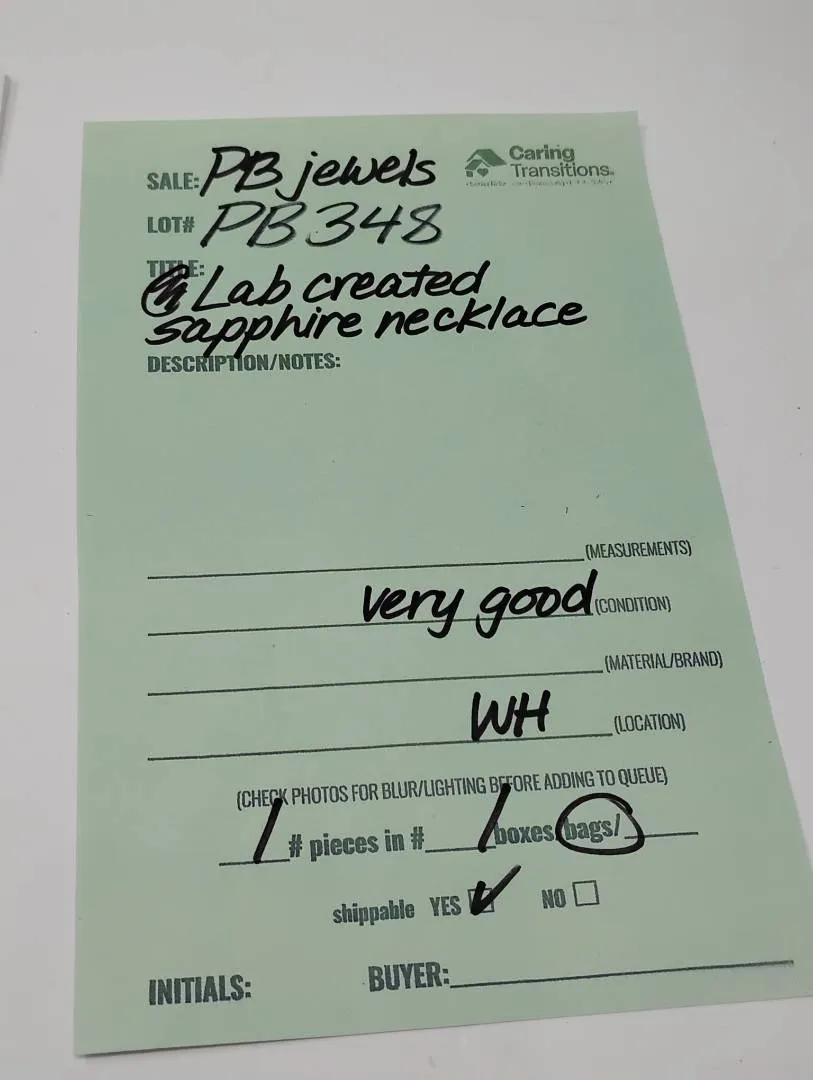 SALE: PB jewels
Caring
Transitions
LOT# PB348
TITLE:
Lab created
sapphire necklace
DESCRIPTION/NOTES:
(MEASUREMENTS)
very good (CONDITION)
(MATERIAL/BRAND)
WH (LOCATION)
(CHECK PHOTOS FOR BLUR/LIGHTING BEFORE ADDING TO QUEUE)
1 # pieces in # 1 boxes/bags/
shippable YES ✓ NO
INITIALS: BUYER: